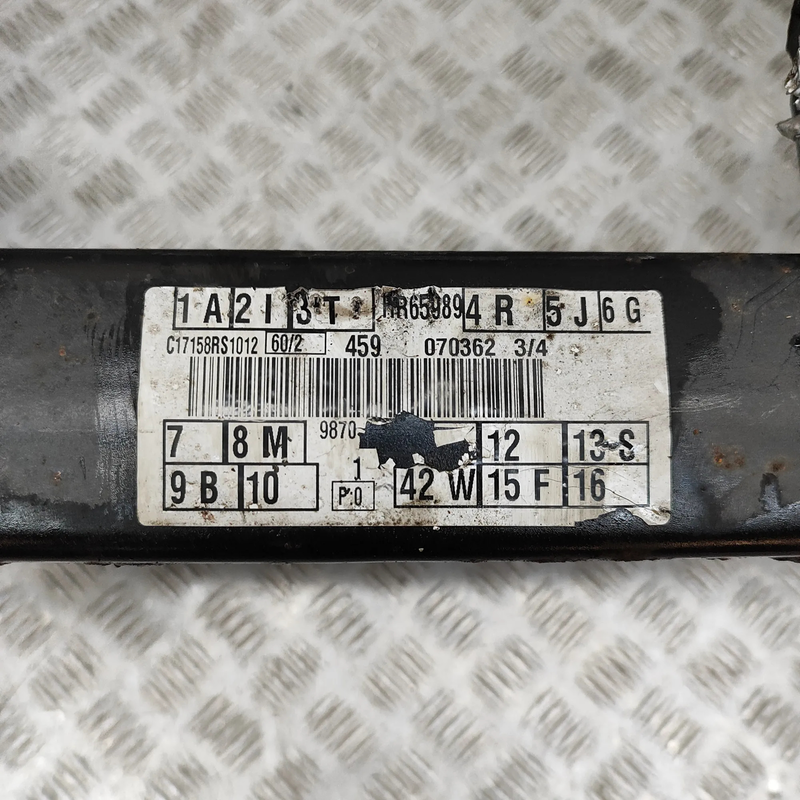 1 A 2 I 3 T HR65989 4 R 5 J 6 G
C17158RS1012 60/2 459 070362 3/4
7 8 M 9870 12 13 S
1
9 B 10 P:0 42 W 15 F 16